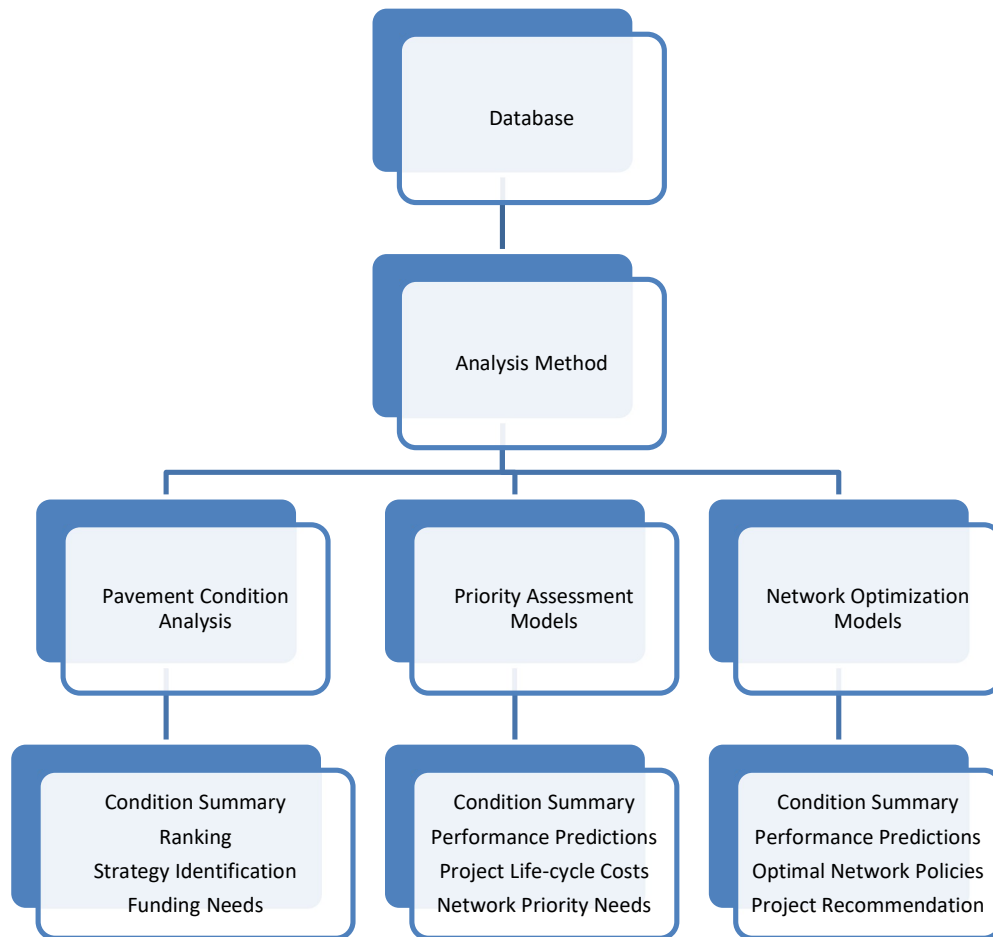 Database
Analysis Method
Pavement Condition
Analysis
Priority Assessment
Models
Network Optimization
Models
Condition Summary
Ranking
Strategy Identification
Funding Needs
Condition Summary
Performance Predictions
Project Life-cycle Costs
Network Priority Needs
Condition Summary
Performance Predictions
Optimal Network Policies
Project Recommendation